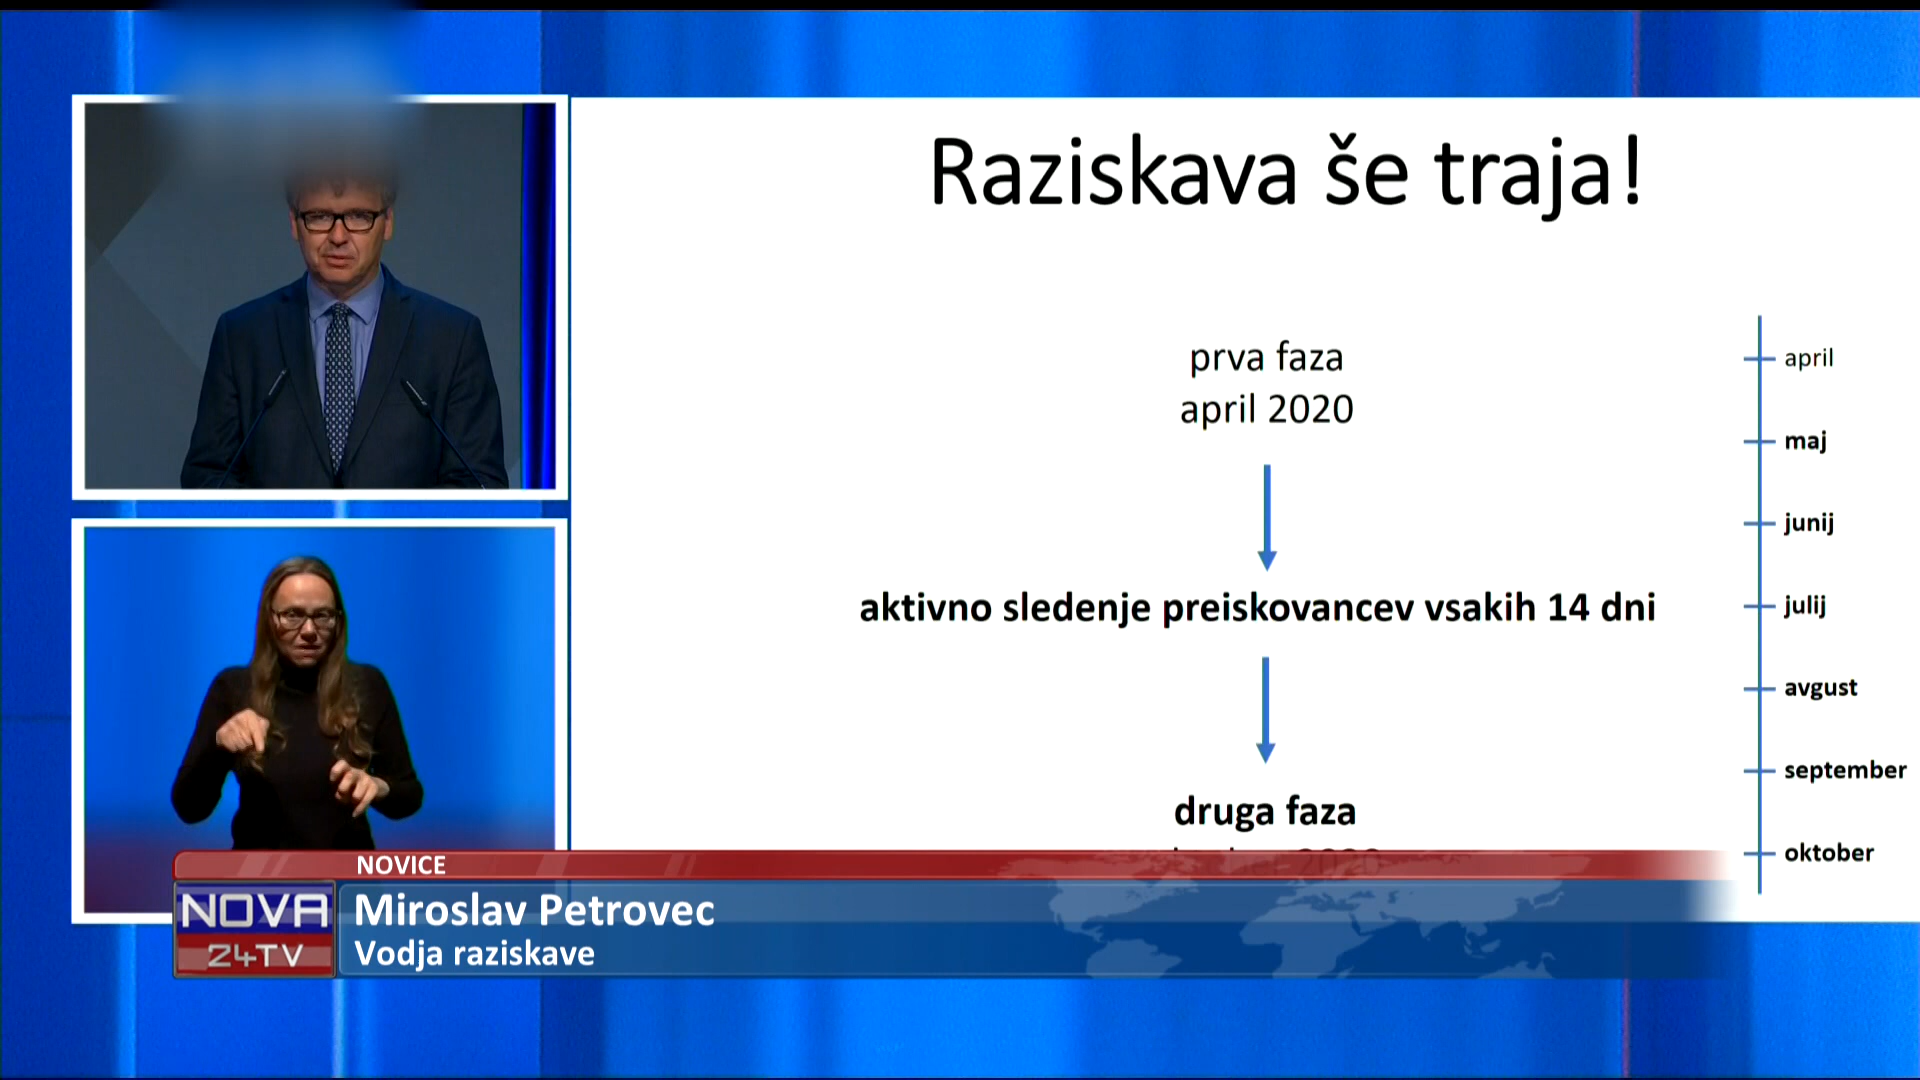 Raziskava še traja!
prva faza
april 2020
aktivno sledenje preiskovancev vsakih 14 dni
druga faza
april
maj
junij
julij
avgust
september
oktober
NOVICE
NOVA
24TV
Miroslav Petrovec
Vodja raziskave